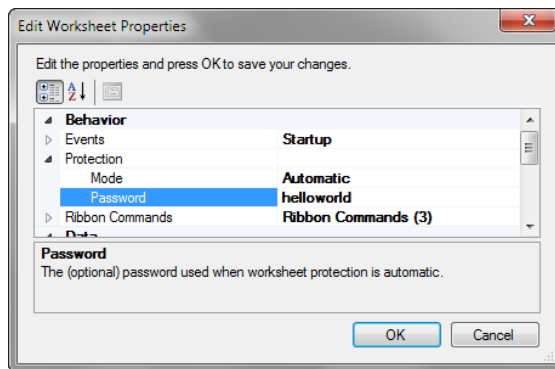 Edit Worksheet Properties
Edit the properties and press OK to save your changes.
Behavior
Events Startup
Protection
Mode Automatic
Password helloworld
Ribbon Commands Ribbon Commands (3)
Data
Password
The (optional) password used when worksheet protection is automatic.
OK Cancel